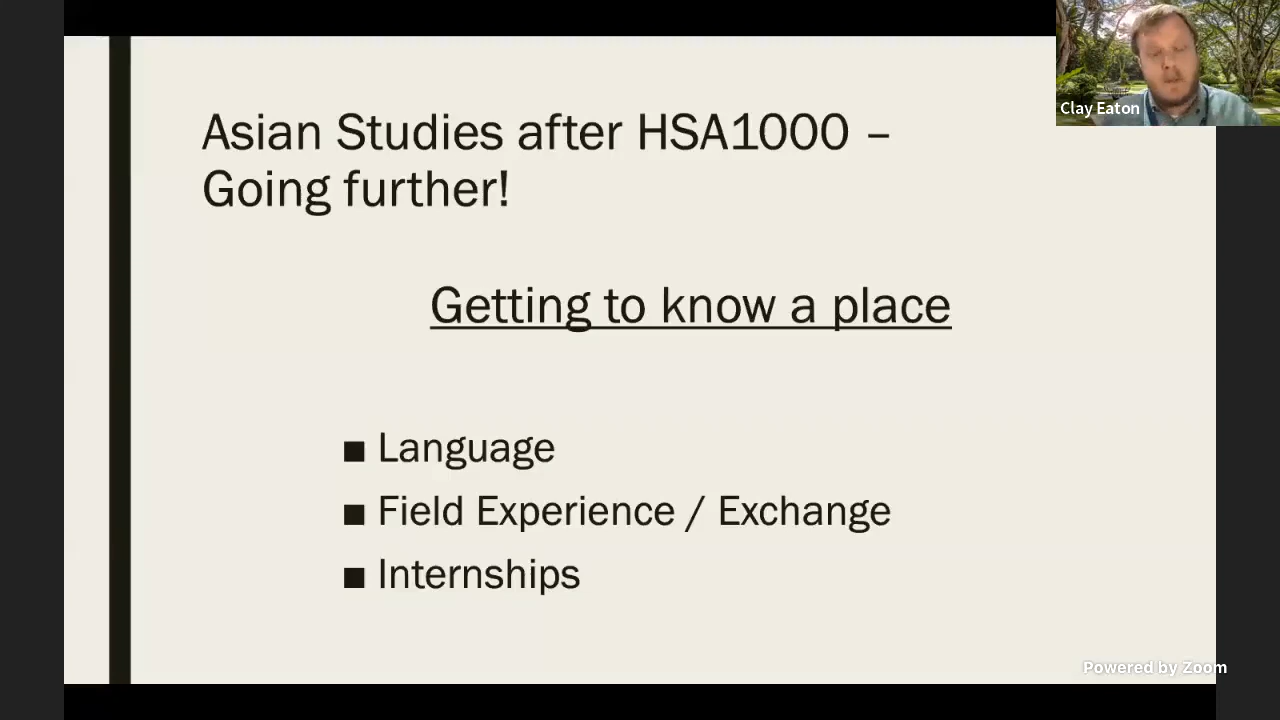 Clay Eaton
Asian Studies after HSA1000 –
Going further!
Getting to know a place
■ Language
■ Field Experience / Exchange
■ Internships
Powered by Zoom